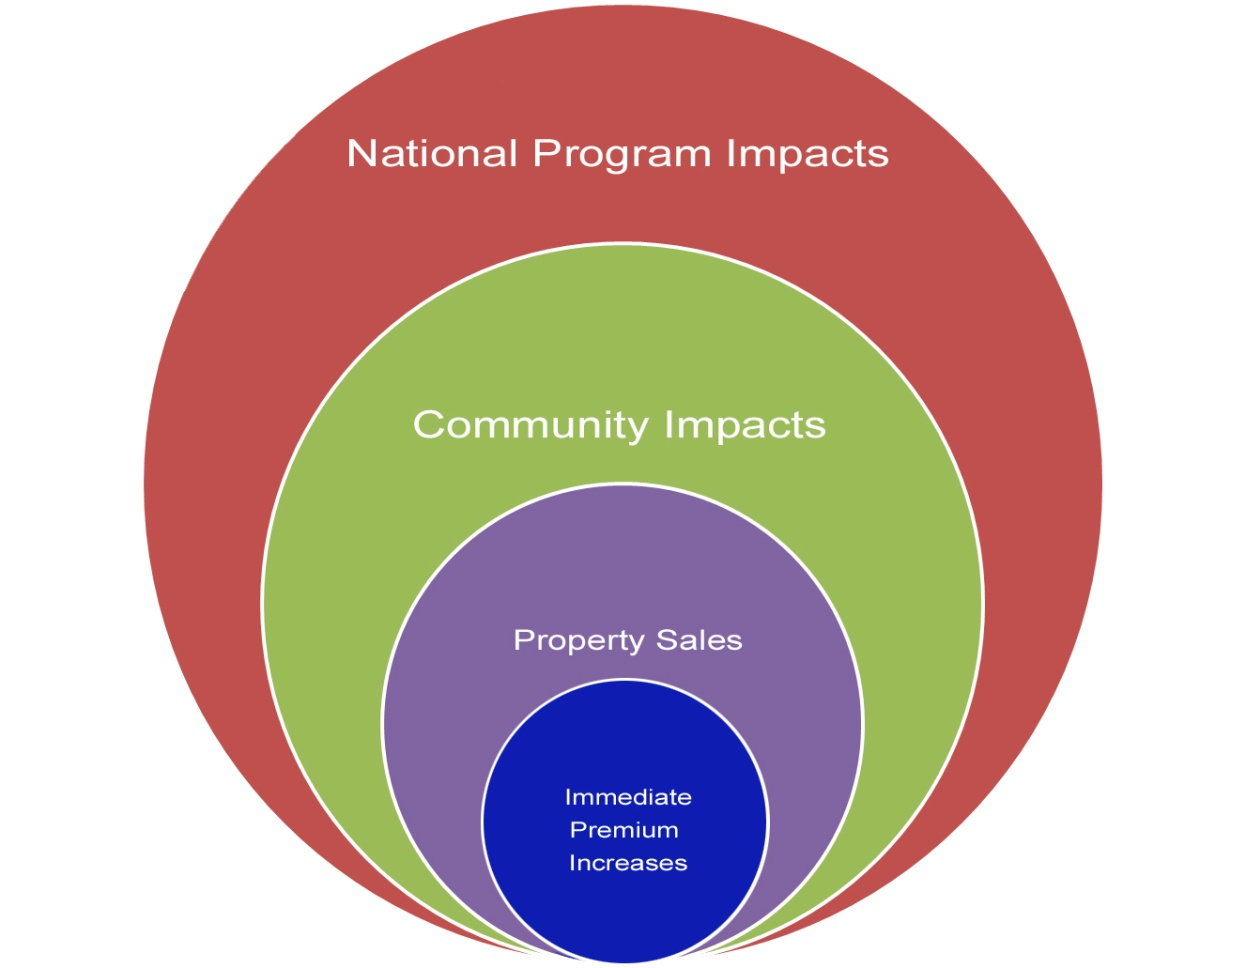 National Program Impacts
Community Impacts
Property Sales
Immediate
Premium
Increases